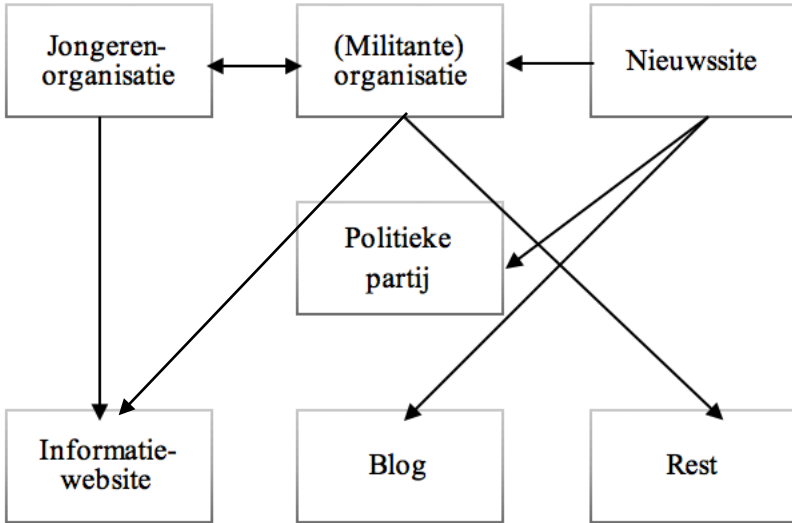 Jongeren-
organisatie
(Militante)
organisatie
Nieuwssite
Politieke
partij
Informatie-
website
Blog
Rest